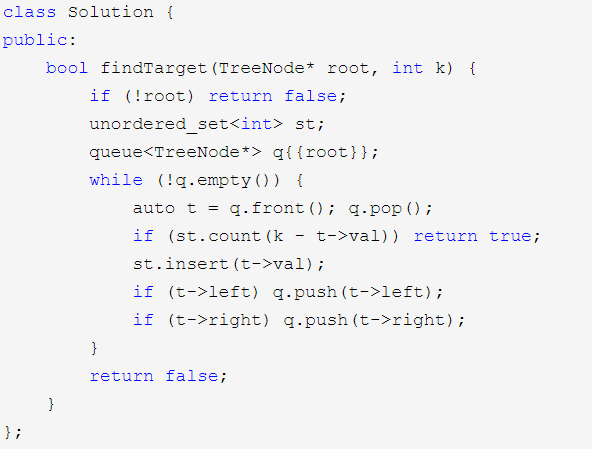 class Solution {
public:
    bool findTarget(TreeNode* root, int k) {
        if (!root) return false;
        unordered_set<int> st;
        queue<TreeNode*> q{{root}};
        while (!q.empty()) {
            auto t = q.front(); q.pop();
            if (st.count(k - t->val)) return true;
            st.insert(t->val);
            if (t->left) q.push(t->left);
            if (t->right) q.push(t->right);
        }
        return false;
    }
};